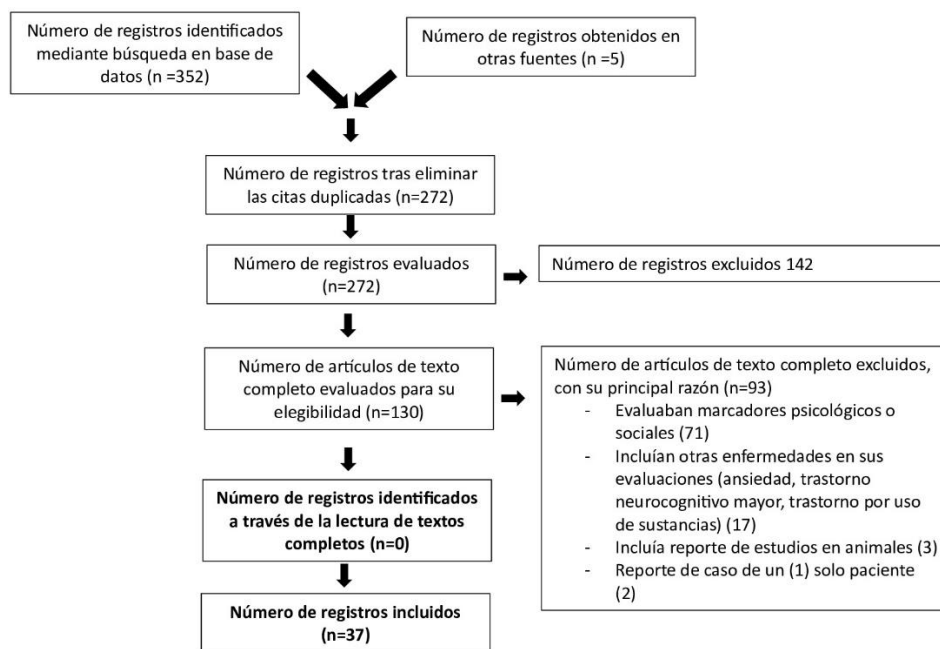 Número de registros identificados
mediante búsqueda en base de
datos (n =352)
Número de registros obtenidos en
otras fuentes (n =5)
Número de registros tras eliminar
las citas duplicadas (n=272)
Número de registros evaluados
(n=272)
Número de registros excluidos 142
Número de artículos de texto
completo evaluados para su
elegibilidad (n=130)
Número de artículos de texto completo excluidos,
con su principal razón (n=93)
- Evaluaban marcadores psicológicos o
sociales (71)
- Incluían otras enfermedades en sus
evaluaciones (ansiedad, trastorno
neurocognitivo mayor, trastorno por uso
de sustancias) (17)
- Incluía reporte de estudios en animales (3)
- Reporte de caso de un (1) solo paciente
(2)
Número de registros identificados
a través de la lectura de textos
completos (n=0)
Número de registros incluidos
(n=37)